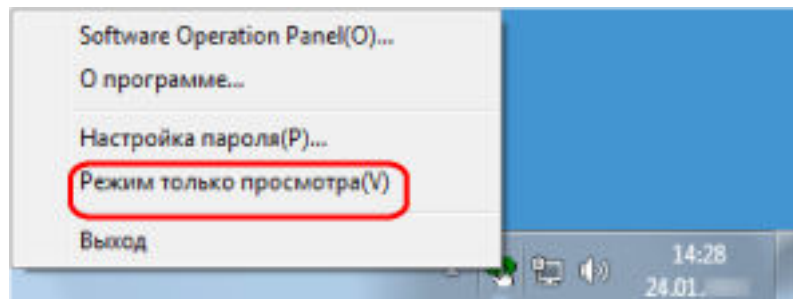 Software Operation Panel(O)...
О программе...
Настройка пароля(P)...
Режим только просмотра(V)
Выход
14:28
24.01.